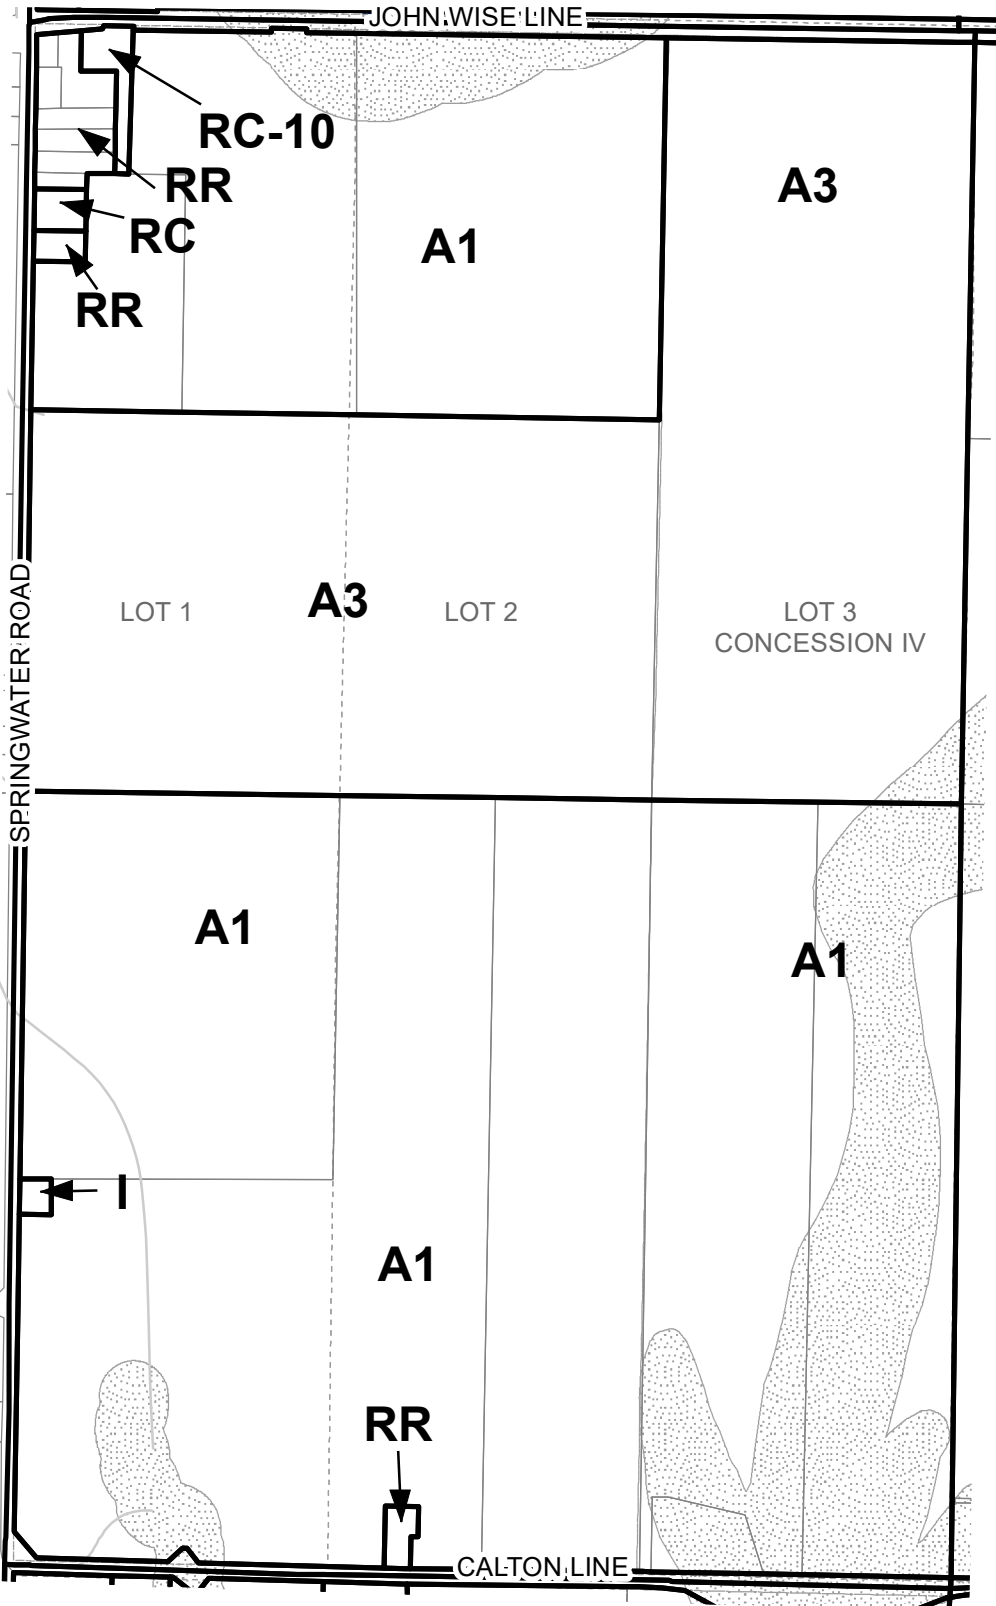 JOHN WISE LINE
RC-10
RR
A3
RC
A1
RR
SPRINGWATER ROAD
A3
LOT 1
LOT 2
LOT 3
CONCESSION IV
A1
A1
I
A1
RR
CALTON LINE